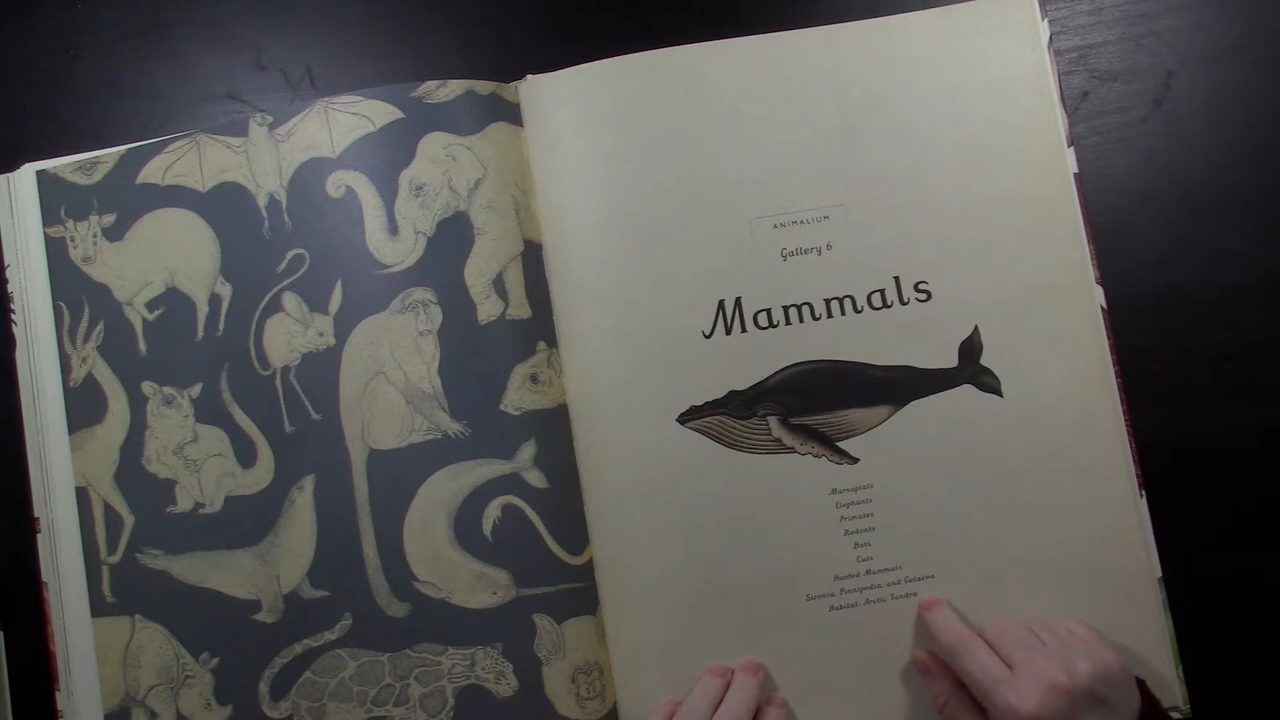 ANIMALIUM
Gallery 6
Mammals
Marsupials
Elephants
Primates
Rodents
Bats
Cats
Hoofed Mammals
Sirenia, Pinnipedia, and Cetacea
Habitat: Arctic Tundra